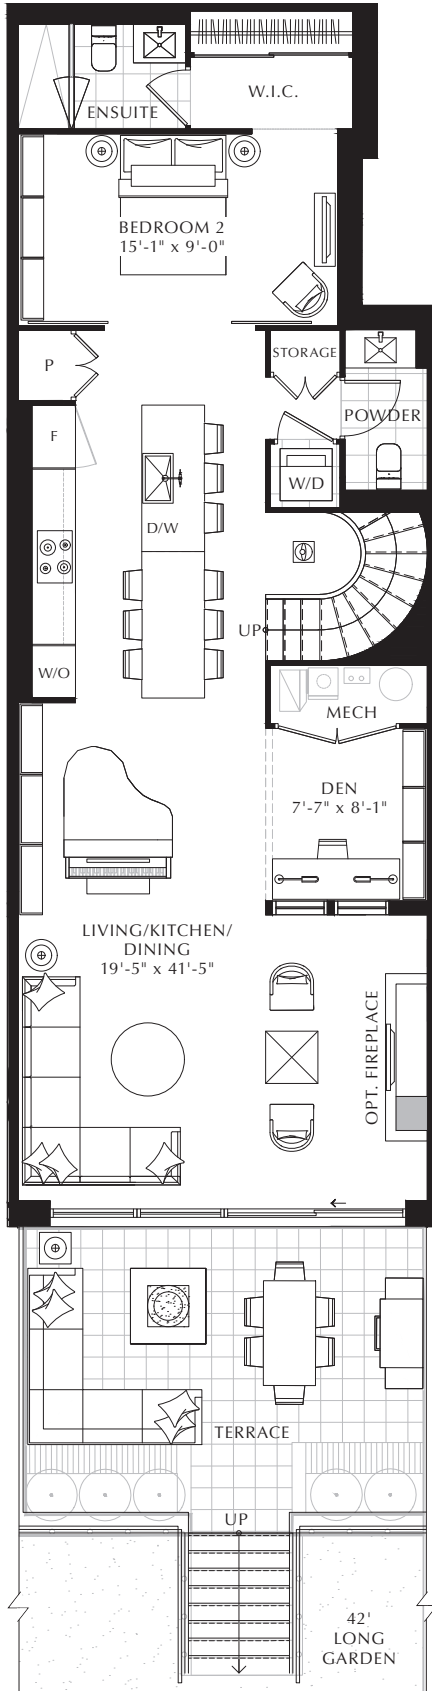 W.I.C.
ENSUITE
BEDROOM 2
15'-1" x 9'-0"
STORAGE
P
POWDER
F
W/D
D/W
UP
W/O
MECH
DEN
7'-7" x 8'-1"
LIVING/KITCHEN/
DINING
19'-5" x 41'-5"
OPT. FIREPLACE
TERRACE
UP
42'
LONG
GARDEN